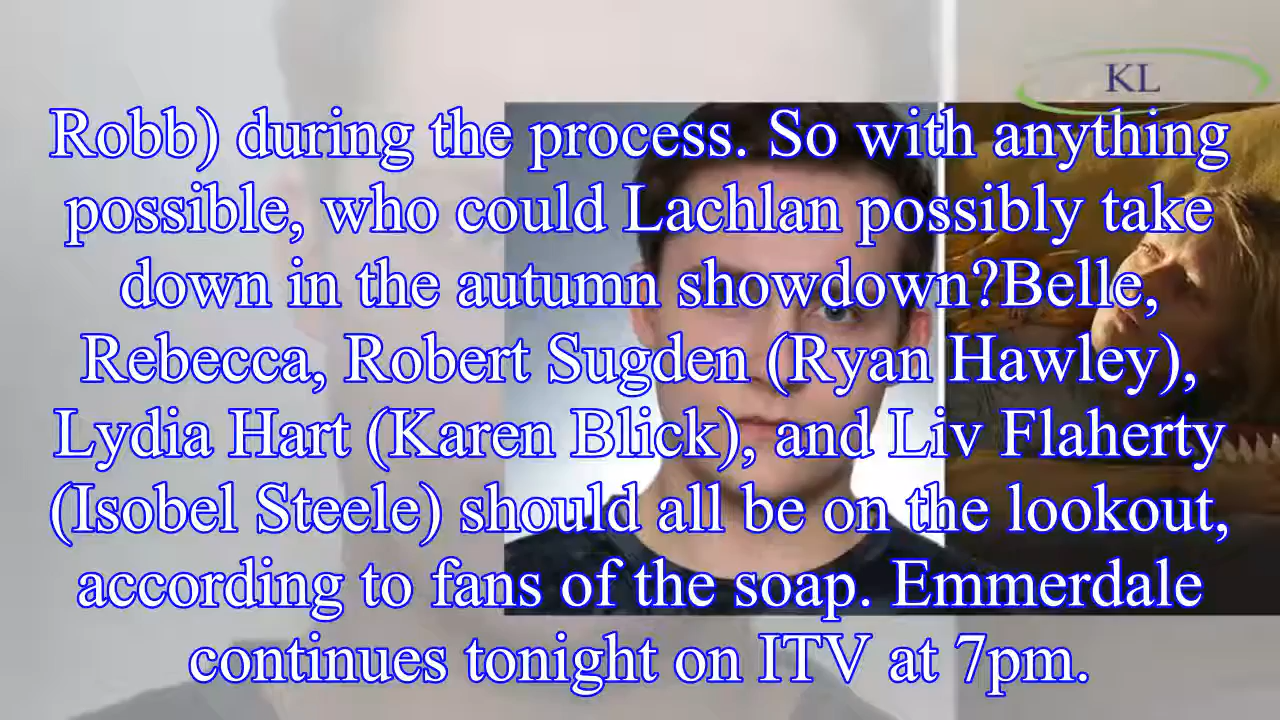 KL
Robb) during the process. So with anything
possible, who could Lachlan possibly take
down in the autumn showdown?Belle,
Rebecca, Robert Sugden (Ryan Hawley),
Lydia Hart (Karen Blick), and Liv Flaherty
(Isobel Steele) should all be on the lookout,
according to fans of the soap. Emmerdale
continues tonight on ITV at 7pm.